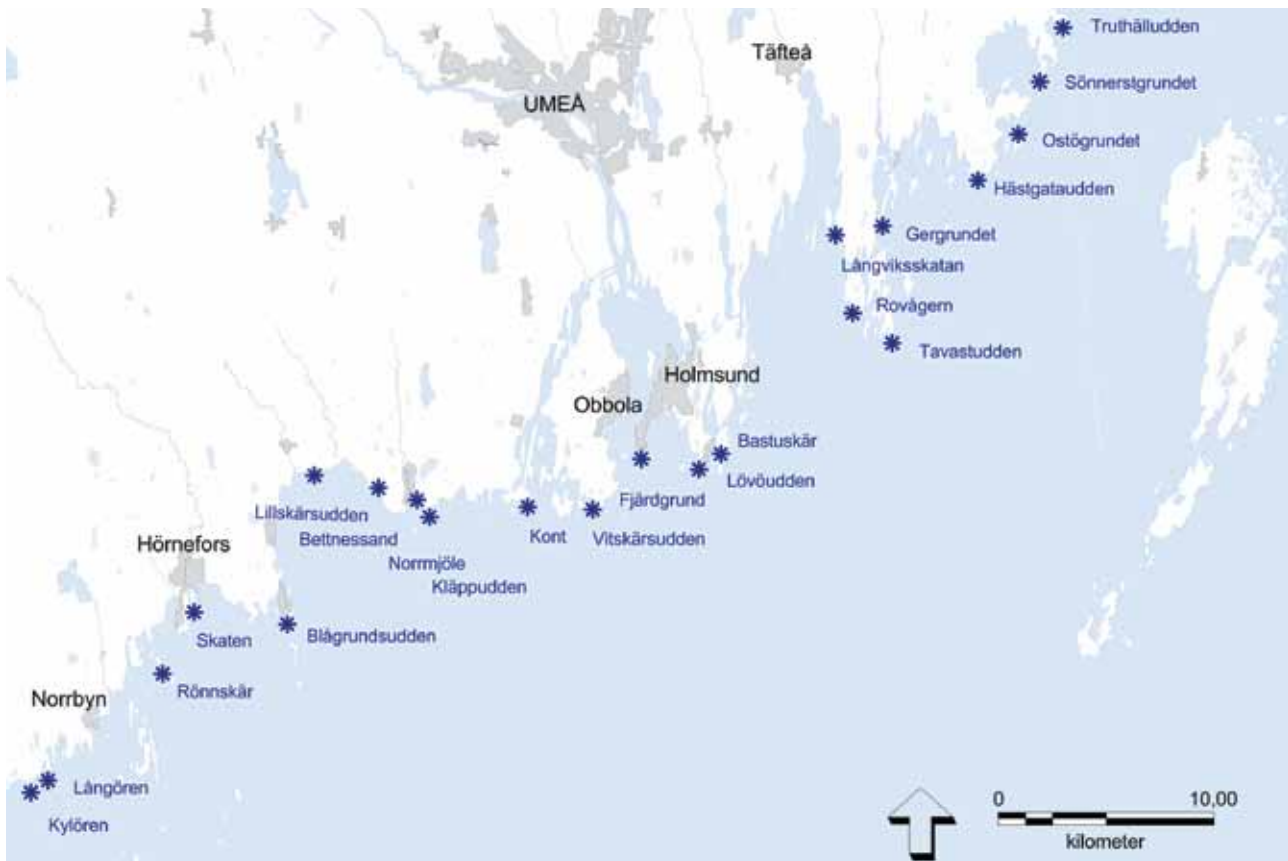 Truthälludden
Täfteå
Sönnerstgrundet
UMEÅ
Ostögrundet
Hästgataudden
Gergrundet
Långviksskatan
Rovågern
Tavastudden
Holmsund
Obbola
Bastuskär
Lövöudden
Fjärdgrund
Lillskärsudden
Bettnessand
Kont
Vitskärsudden
Hörnefors
Norrmjöle
Kläppudden
Skaten
Blågrundsudden
Rönnskär
Norrbyn
Långören
Kylören
0 10,00
kilometer